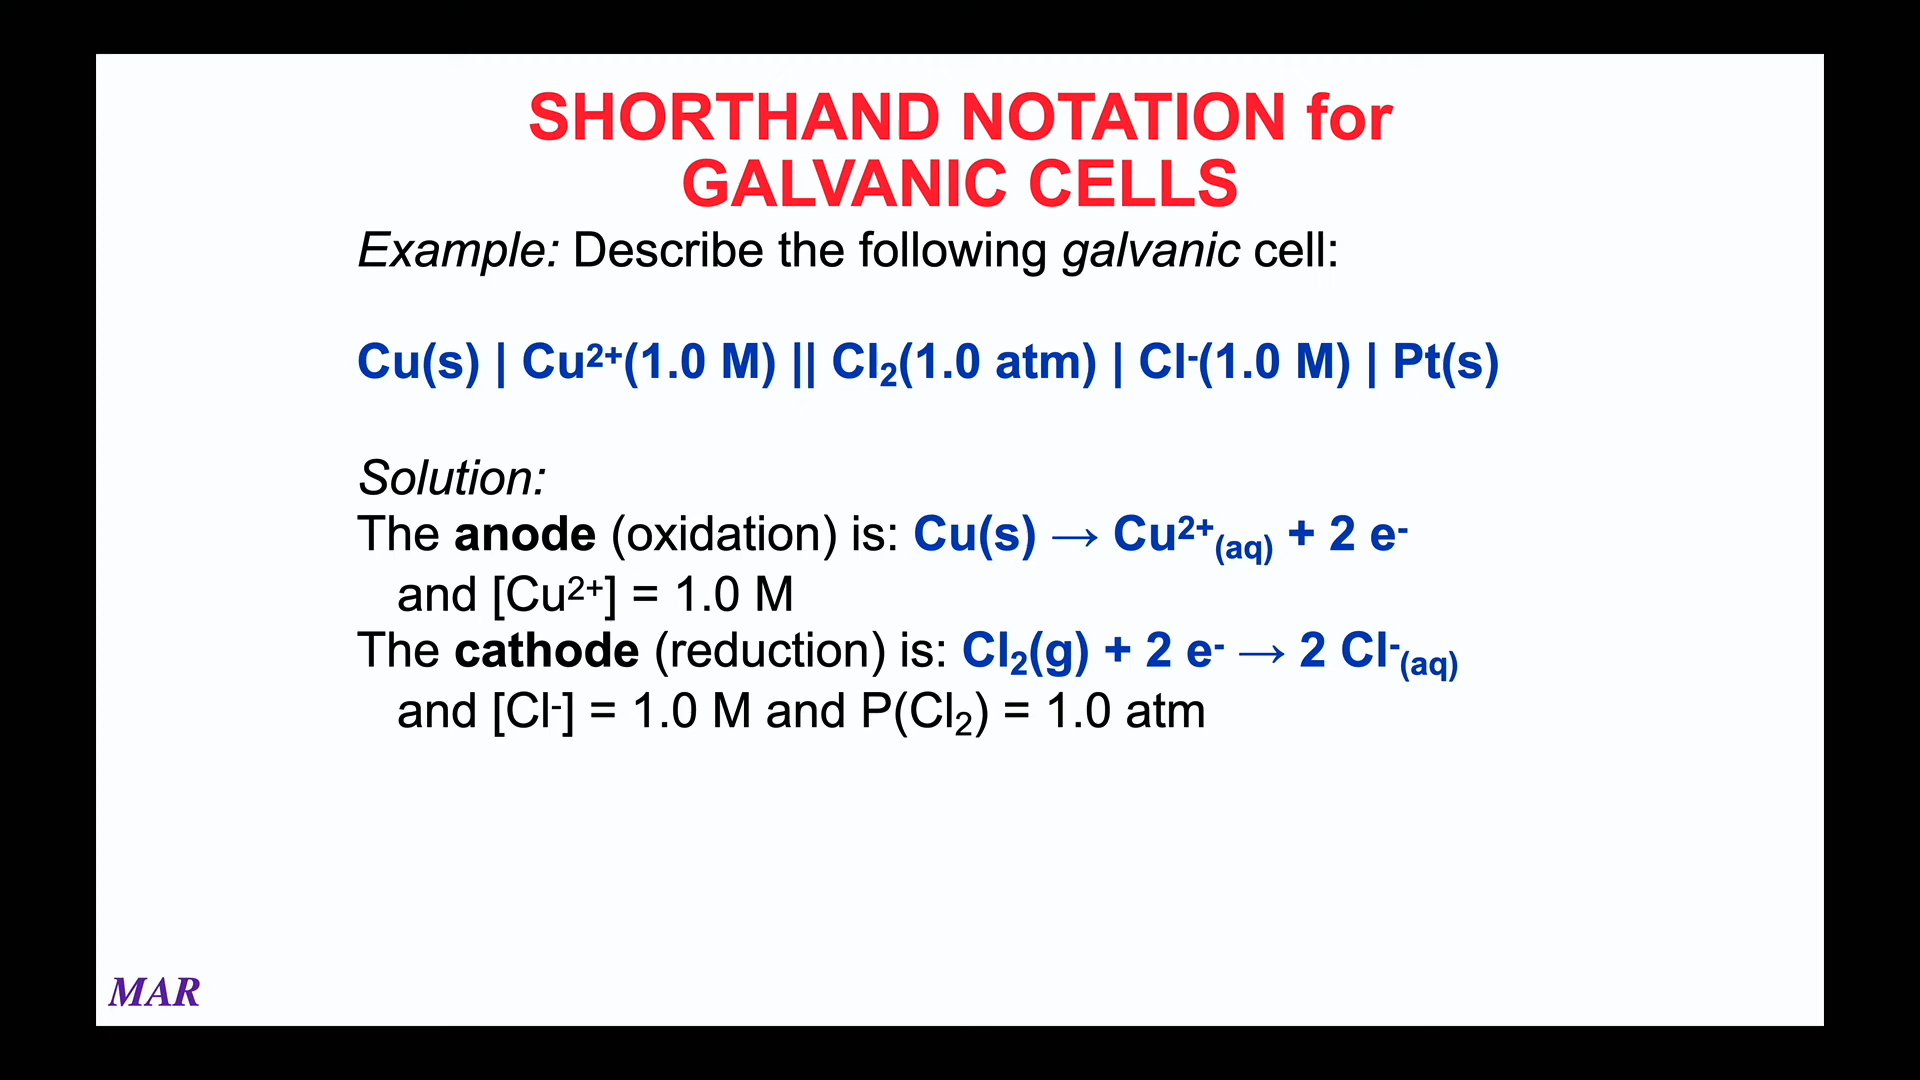 SHORTHAND NOTATION for
GALVANIC CELLS
Example: Describe the following galvanic cell:
Cu(s) | Cu²⁺(1.0 M) || Cl₂(1.0 atm) | Cl⁻(1.0 M) | Pt(s)
Solution:
The anode (oxidation) is: Cu(s) → Cu²⁺₍aq₎ + 2 e⁻
and [Cu²⁺] = 1.0 M
The cathode (reduction) is: Cl₂(g) + 2 e⁻ → 2 Cl⁻₍aq₎
and [Cl⁻] = 1.0 M and P(Cl₂) = 1.0 atm
MAR